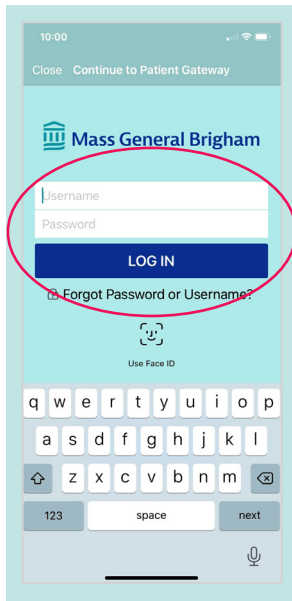 10:00
Close Continue to Patient Gateway
Mass General Brigham
Username
Password
LOG IN
Forgot Password or Username?
Use Face ID
q w e r t y u i o p
a s d f g h j k l
z x c v b n m
123 space next